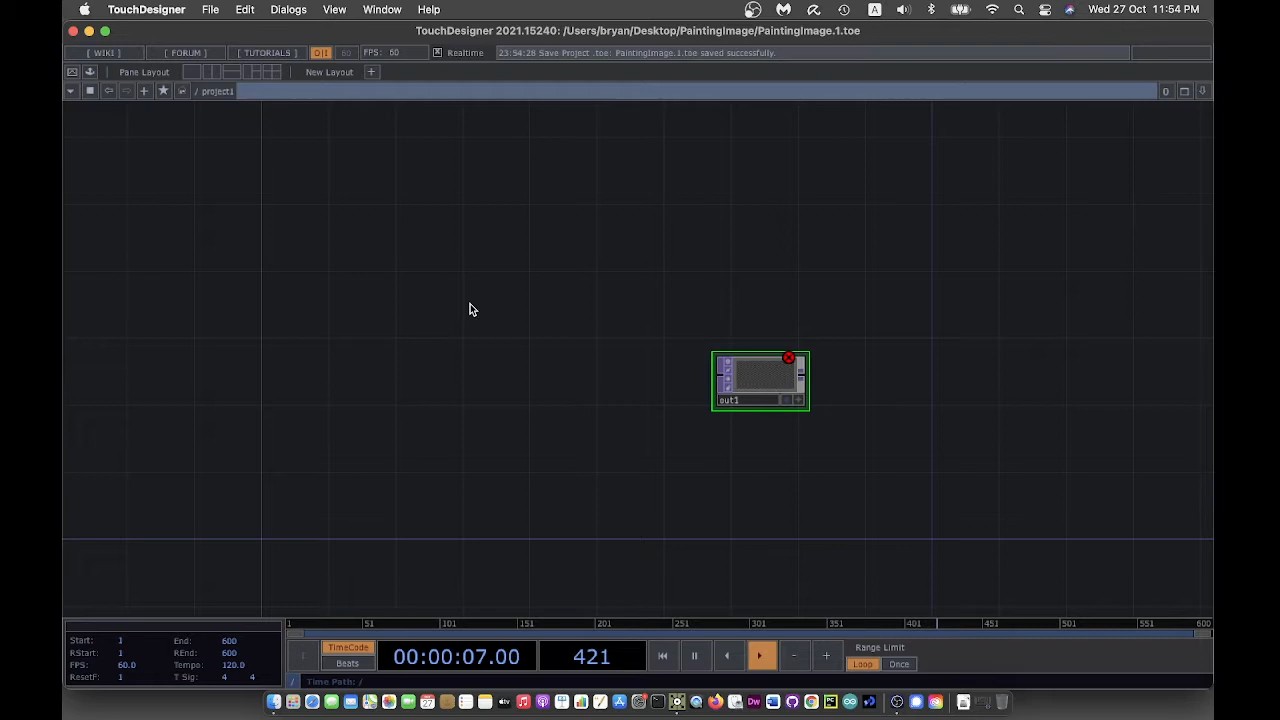 TouchDesigner File Edit Dialogs View Window Help A Wed 27 Oct 11:54 PM
TouchDesigner 2021.15240: /Users/bryan/Desktop/PaintingImage/PaintingImage.1.toe
[ WIKI ] [ FORUM ] [ TUTORIALS ] O|I 60 FPS: 60 Realtime 23:54:28 Save Project .toe: PaintingImage.1.toe saved successfully.
Pane Layout New Layout +
/ project1 0
out1
1 51 101 151 201 251 301 351 401 451 501 551 600
Start: 1 End: 600
RStart: 1 REnd: 600
FPS: 60.0 Tempo: 120.0
ResetF: 1 T Sig: 4 4
TimeCode
Beats
00:00:07.00 421
Range Limit
Loop Once
/ Time Path: /